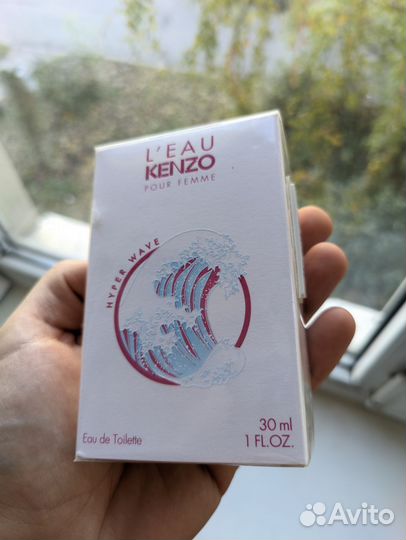 L'EAU
KENZO
POUR FEMME
HYPER WAVE
Eau de Toilette
30 ml
1 FL.OZ.
Avito